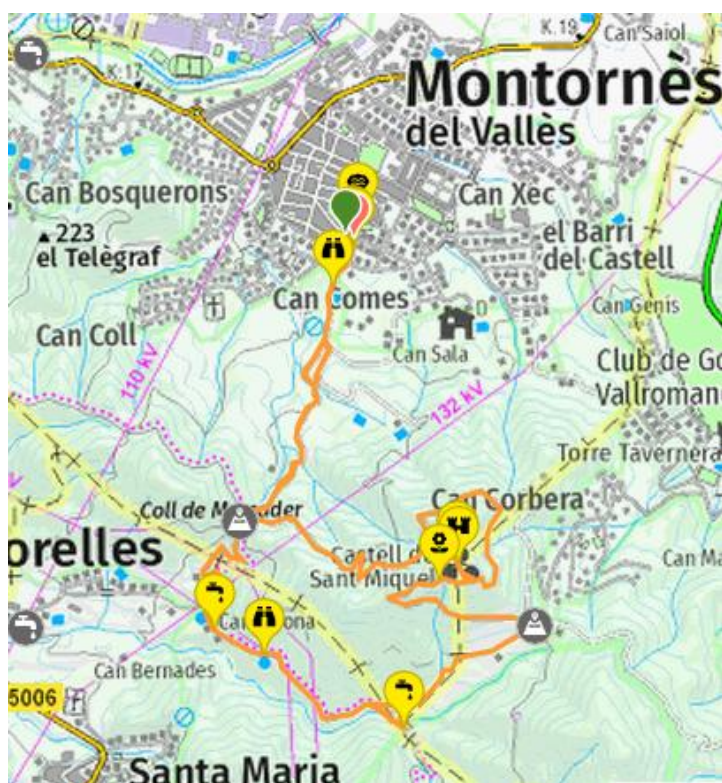 K. 19
Can Saiol
K. 17
Montornès
del Vallès
Can Bosquerons
Can Xec
▲ 223
el Telègraf
el Barri
del Castell
Can Comes
Can Genis
Can Coll
Can Sala
Club de Go
Vallromane
110 kV
132 kV
Torre Tavernera
Can Corbera
Coll de M
orelles
Castell d
Sant Miquel
Can Ma
Can Bernades
5006
Santa Maria